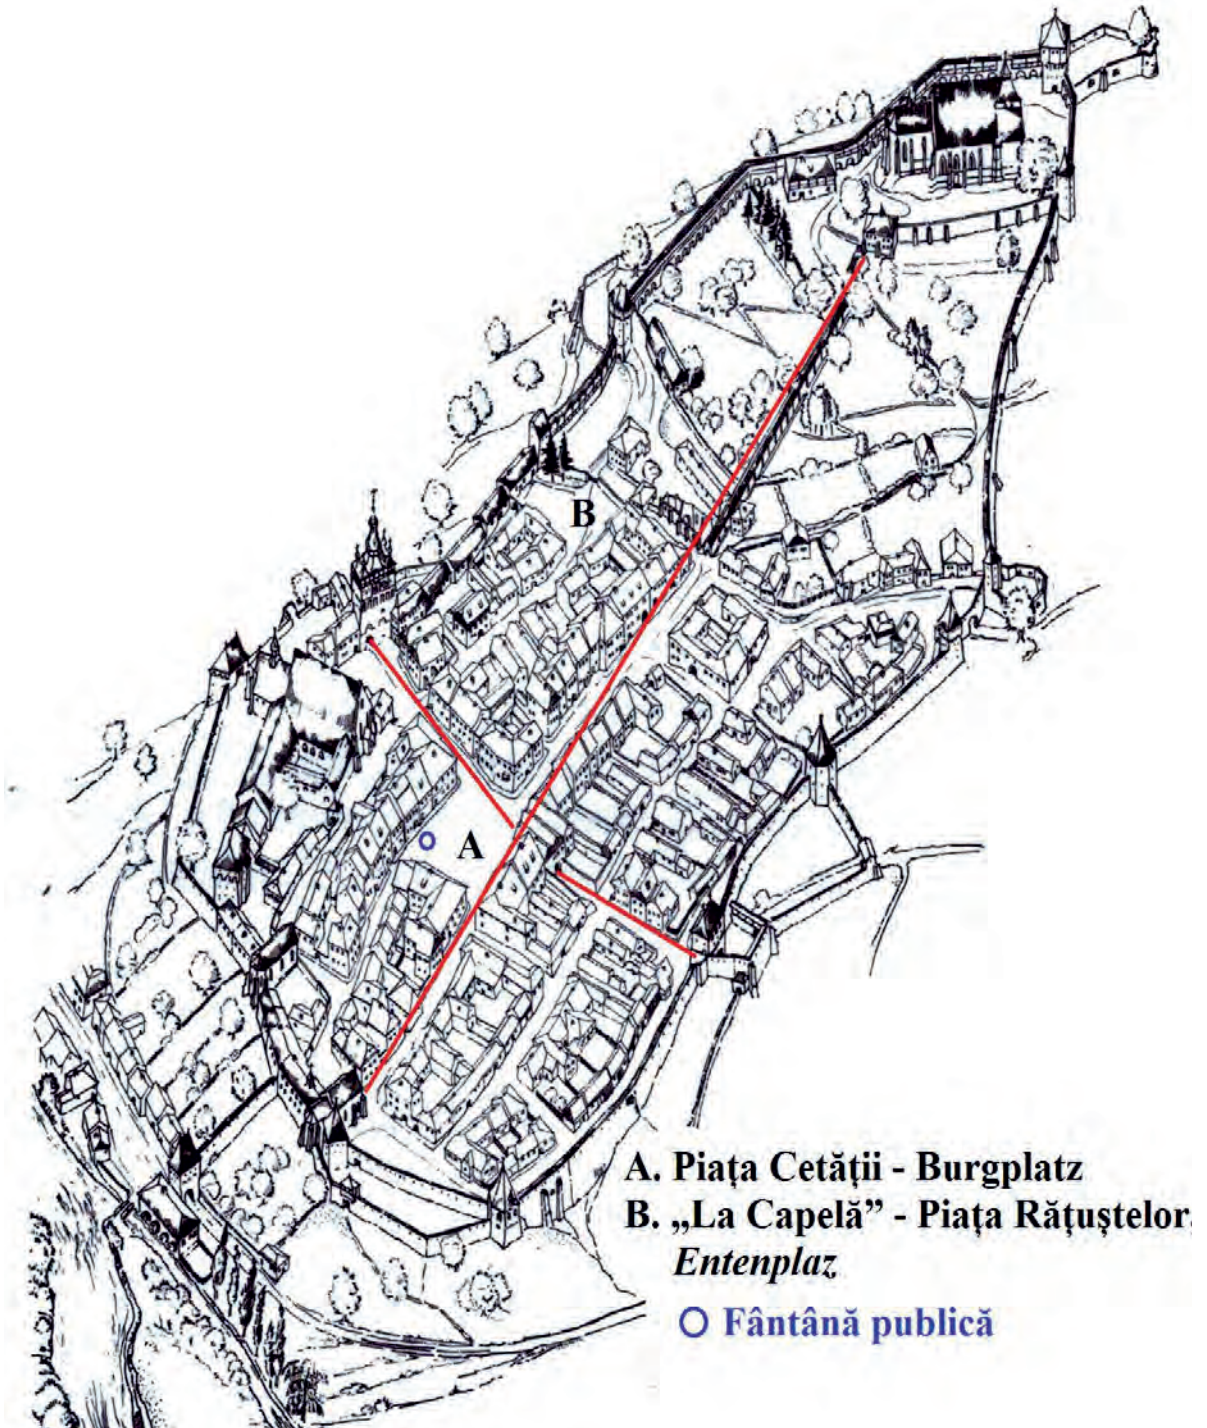 B
A
A. Piața Cetății - Burgplatz
B. „La Capelă” - Piața Rățuștelor.
Entenplaz
Fântână publică